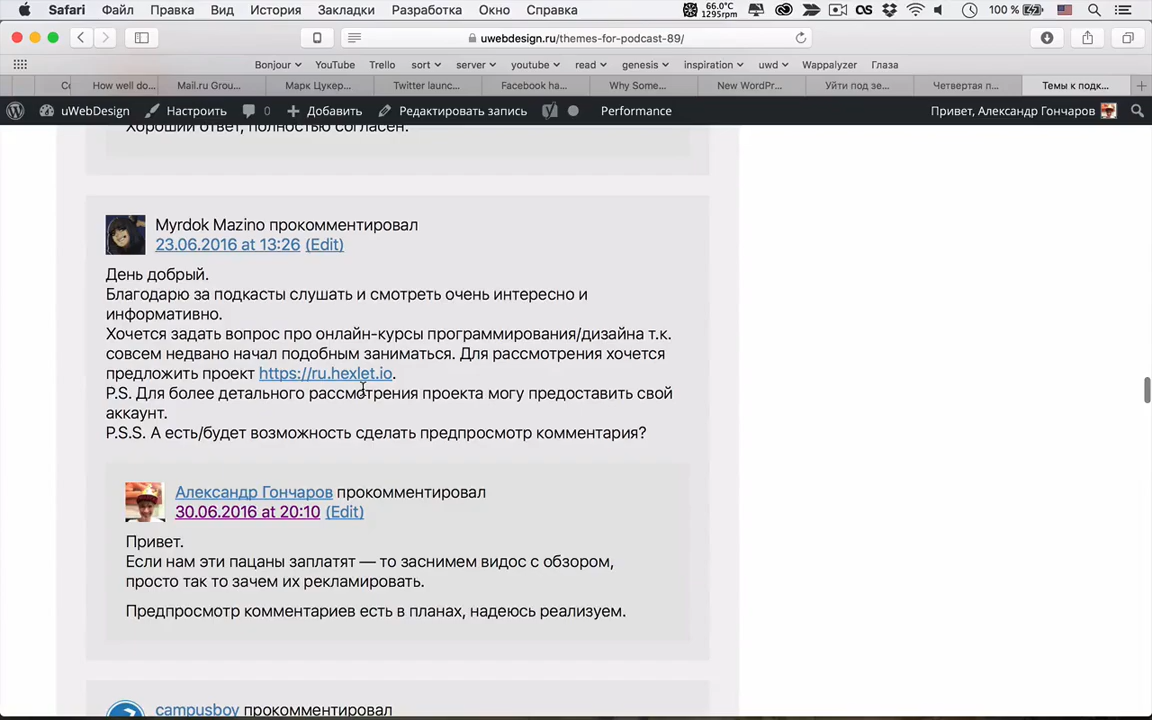 Safari Файл Правка Вид История Закладки Разработка Окно Справка 66.0°C 1295rpm 100 %
uwebdesign.ru/themes-for-podcast-89/
Bonjour YouTube Trello sort server youtube read genesis inspiration uwd Wappalyzer Глаза
How well do... Mail.ru Grou... Марк Цукер... Twitter launc... Facebook ha... Why Some... New WordPr... Уйти под зе... Четвертая п... Темы к подк...
uWebDesign Настройки 0 Добавить Редактировать запись Performance Привет, Александр Гончаров
Хороший ответ, полностью согласен.
Myrdok Mazino прокомментировал
23.06.2016 at 13:26 (Edit)
День добрый.
Благодарю за подкасты слушать и смотреть очень интересно и
информативно.
Хочется задать вопрос про онлайн-курсы программирования/дизайна т.к.
совсем недвано начал подобным заниматься. Для рассмотрения хочется
предложить проект https://ru.hexlet.io.
P.S. Для более детального рассмотрения проекта могу предоставить свой
аккаунт.
P.S.S. А есть/будет возможность сделать предпросмотр комментария?
Александр Гончаров прокомментировал
30.06.2016 at 20:10 (Edit)
Привет.
Если нам эти пацаны заплатят — то заснимем видос с обзором,
просто так то зачем их рекламировать.
Предпросмотр комментариев есть в планах, надеюсь реализуем.
campusboy прокомментировал